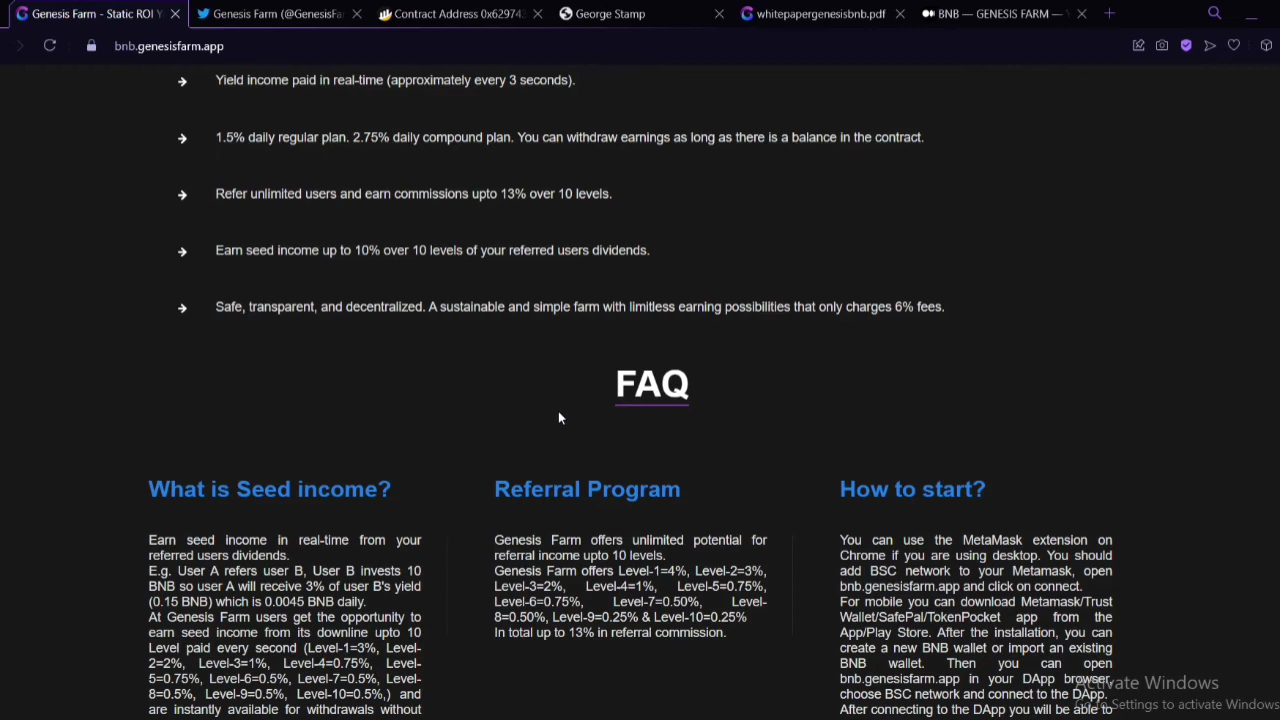 Genesis Farm - Static ROI Y
Genesis Farm (@GenesisFa
Contract Address 0x62974
George Stamp
whitepapergenesisbnb.pdf
BNB — GENESIS FARM —
bnb.genesisfarm.app
Yield income paid in real-time (approximately every 3 seconds).
1.5% daily regular plan. 2.75% daily compound plan. You can withdraw earnings as long as there is a balance in the contract.
Refer unlimited users and earn commissions upto 13% over 10 levels.
Earn seed income up to 10% over 10 levels of your referred users dividends.
Safe, transparent, and decentralized. A sustainable and simple farm with limitless earning possibilities that only charges 6% fees.
FAQ
What is Seed income?
Earn seed income in real-time from your
referred users dividends.
E.g. User A refers user B, User B invests 10
BNB so user A will receive 3% of user B's yield
(0.15 BNB) which is 0.0045 BNB daily.
At Genesis Farm users get the opportunity to
earn seed income from its downline upto 10
Level paid every second (Level-1=3%, Level-
2=2%, Level-3=1%, Level-4=0.75%, Level-
5=0.75%, Level-6=0.5%, Level-7=0.5%, Level-
8=0.5%, Level-9=0.5%, Level-10=0.5%,) and
are instantly available for withdrawals without
Referral Program
Genesis Farm offers unlimited potential for
referral income upto 10 levels.
Genesis Farm offers Level-1=4%, Level-2=3%,
Level-3=2%, Level-4=1%, Level-5=0.75%,
Level-6=0.75%, Level-7=0.50%, Level-
8=0.50%, Level-9=0.25% & Level-10=0.25%
In total up to 13% in referral commission.
How to start?
You can use the MetaMask extension on
Chrome if you are using desktop. You should
add BSC network to your Metamask, open
bnb.genesisfarm.app and click on connect.
For mobile you can download Metamask/Trust
Wallet/SafePal/TokenPocket app from the
App/Play Store. After the installation, you can
create a new BNB wallet or import an existing
BNB wallet. Then you can open
bnb.genesisfarm.app in your DApp browser,
choose BSC network and connect to the DApp.
After connecting to the DApp you will be able to
Activate Windows
Go to Settings to activate Windows